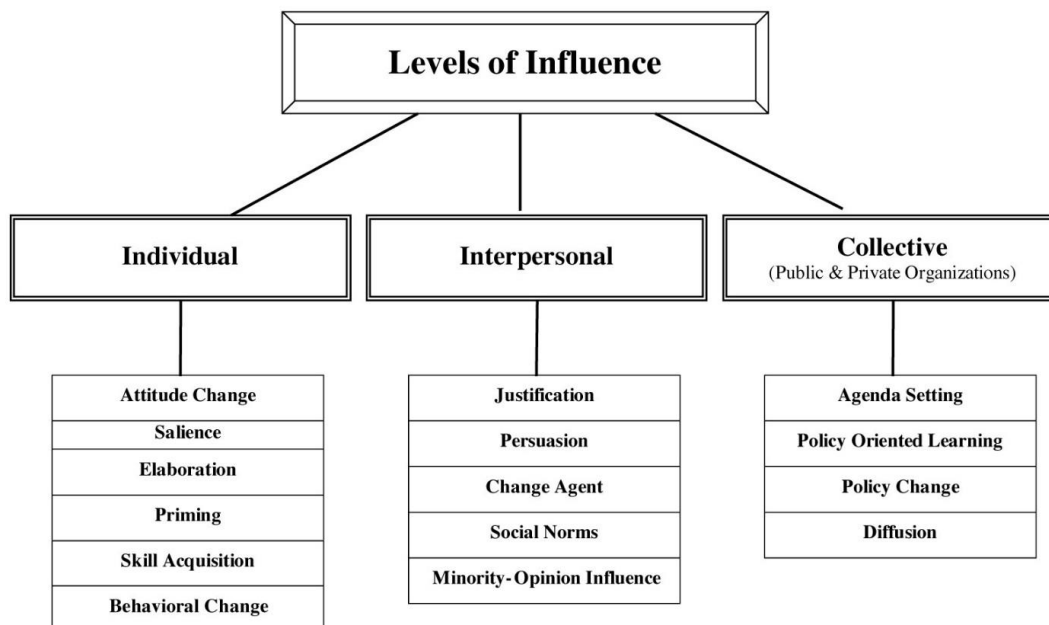 Levels of Influence
Individual
Interpersonal
Collective
(Public & Private Organizations)
Attitude Change
Salience
Elaboration
Priming
Skill Acquisition
Behavioral Change
Justification
Persuasion
Change Agent
Social Norms
Minority-Opinion Influence
Agenda Setting
Policy Oriented Learning
Policy Change
Diffusion